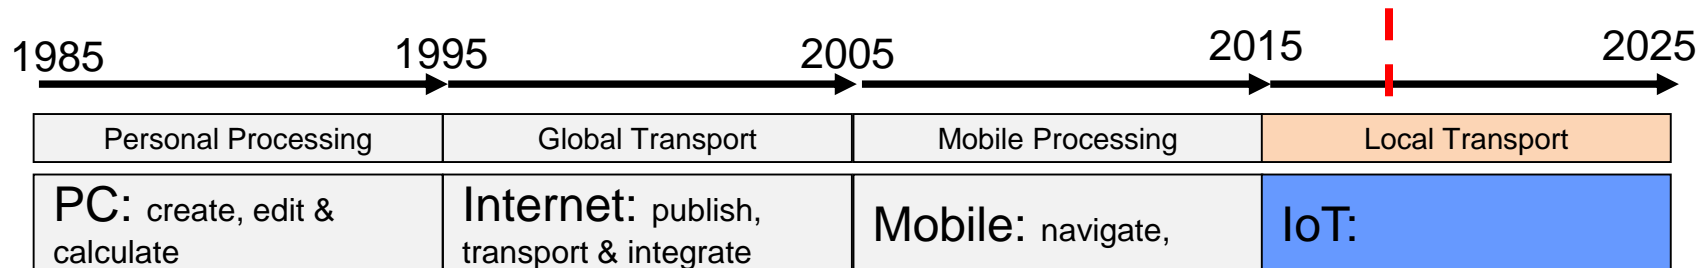 1985 1995 2005 2015 2025
Personal Processing Global Transport Mobile Processing Local Transport
PC: create, edit &
calculate
Internet: publish,
transport & integrate
Mobile: navigate,
IoT: